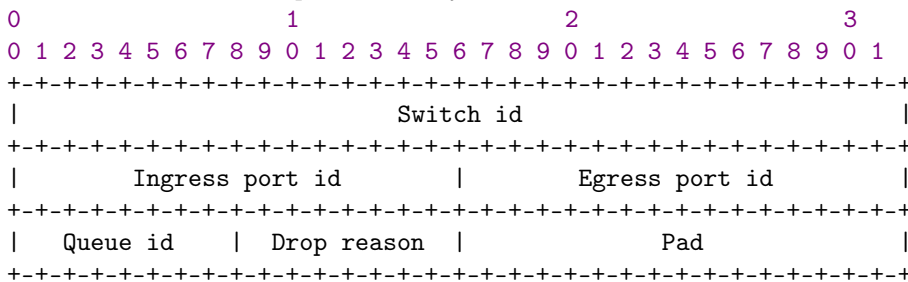 0                   1                   2                   3
0 1 2 3 4 5 6 7 8 9 0 1 2 3 4 5 6 7 8 9 0 1 2 3 4 5 6 7 8 9 0 1
+-+-+-+-+-+-+-+-+-+-+-+-+-+-+-+-+-+-+-+-+-+-+-+-+-+-+-+-+-+-+-+-+
|                           Switch id                           |
+-+-+-+-+-+-+-+-+-+-+-+-+-+-+-+-+-+-+-+-+-+-+-+-+-+-+-+-+-+-+-+-+
|        Ingress port id        |        Egress port id         |
+-+-+-+-+-+-+-+-+-+-+-+-+-+-+-+-+-+-+-+-+-+-+-+-+-+-+-+-+-+-+-+-+
|   Queue id    |  Drop reason  |              Pad              |
+-+-+-+-+-+-+-+-+-+-+-+-+-+-+-+-+-+-+-+-+-+-+-+-+-+-+-+-+-+-+-+-+